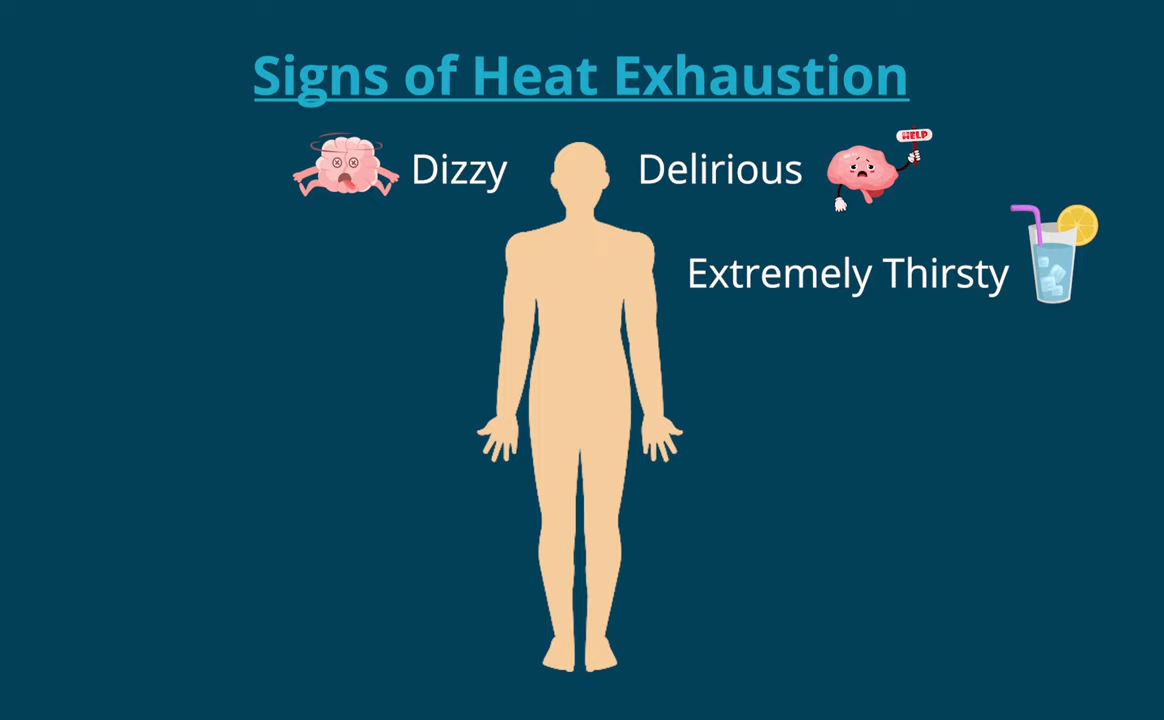 Signs of Heat Exhaustion
Dizzy
Delirious
HELP
Extremely Thirsty